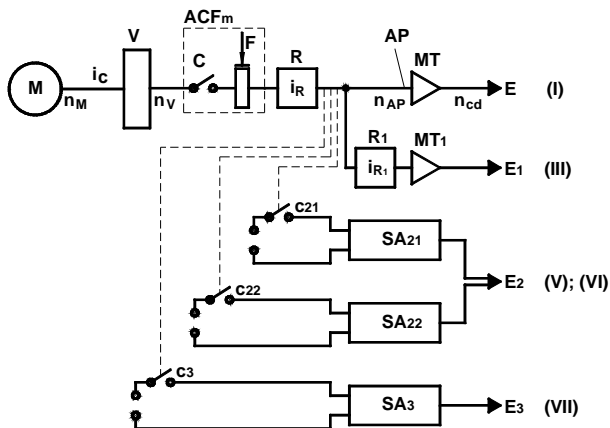 ACFm
V
C
F
R
AP
MT
M
iC
nM
nV
iR
nAP
ncd
E (I)
R1
MT1
iR1
E1 (III)
c21
SA21
E2 (V); (VI)
c22
SA22
c3
SA3
E3 (VII)